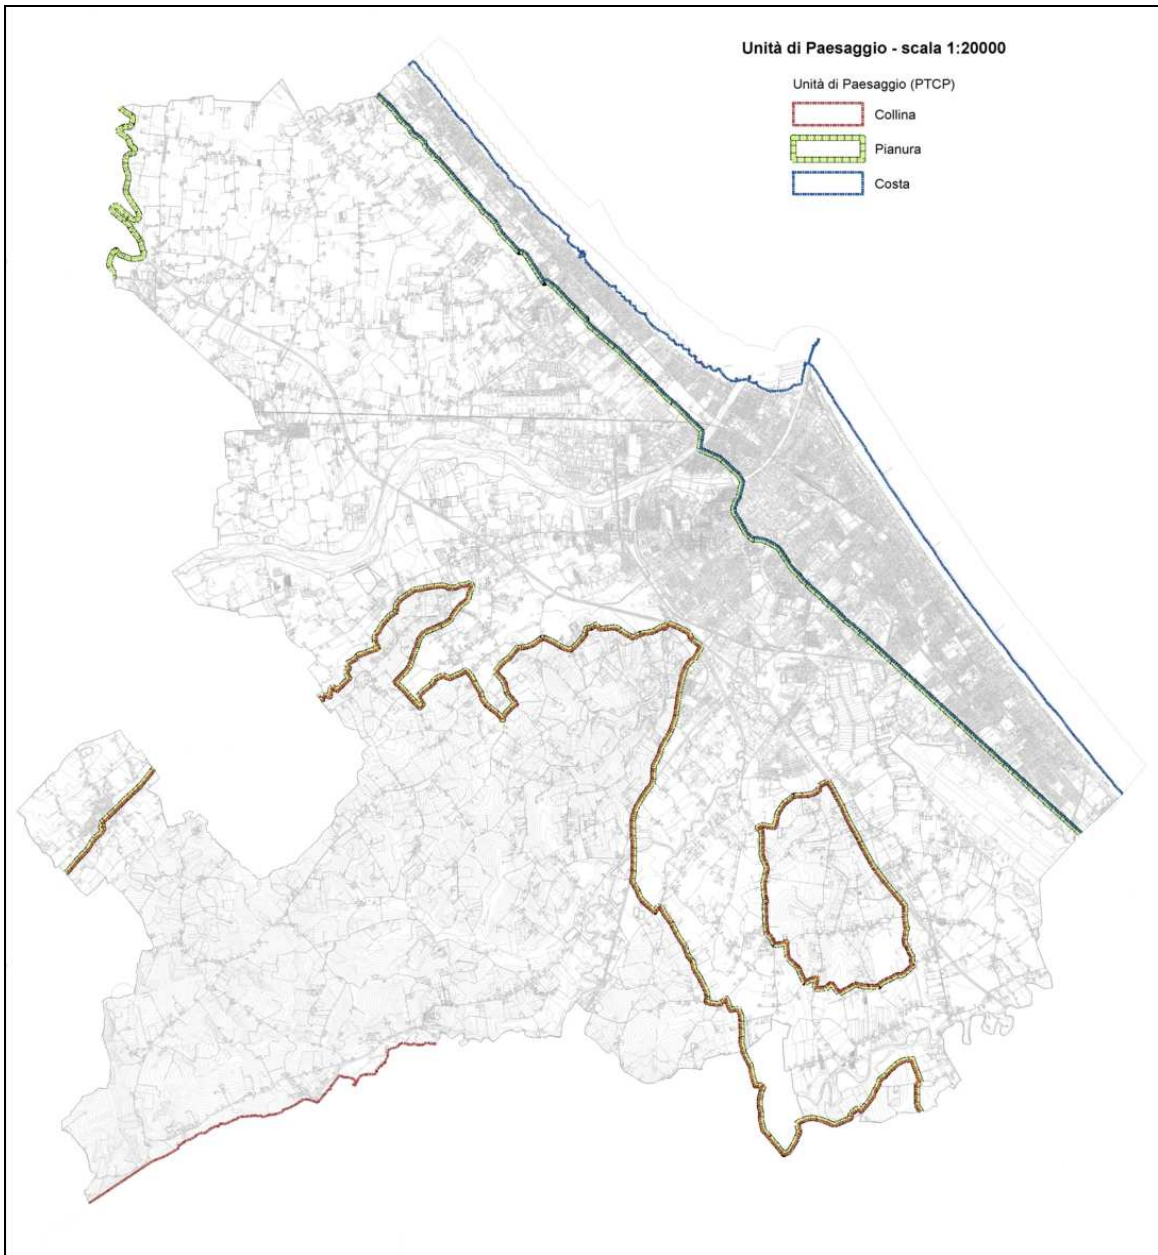 Unità di Paesaggio - scala 1:20000
Unità di Paesaggio (PTCP)
Collina
Pianura
Costa